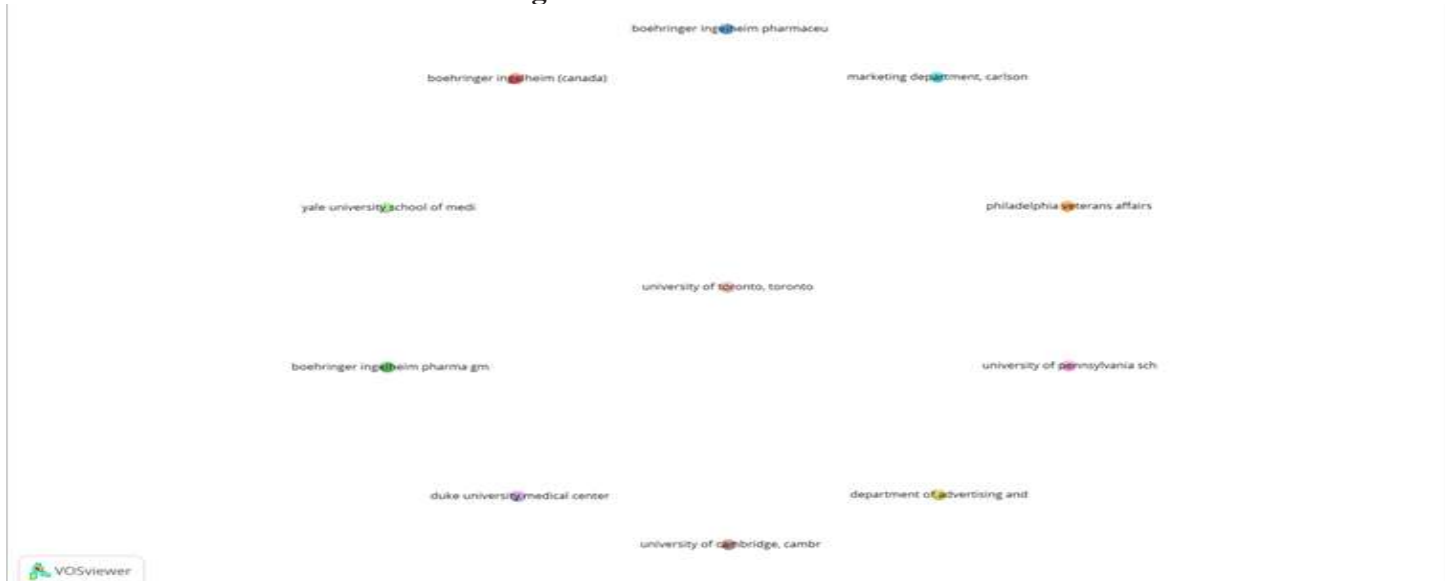 boehringer ingelheim pharmaceu
boehringer ingelheim (canada)
marketing department, carlson
yale university school of medi
philadelphia veterans affairs
university of toronto, toronto
boehringer ingelheim pharma gm
university of pennsylvania sch
duke university medical center
department of advertising and
university of cambridge, cambr
VOSviewer